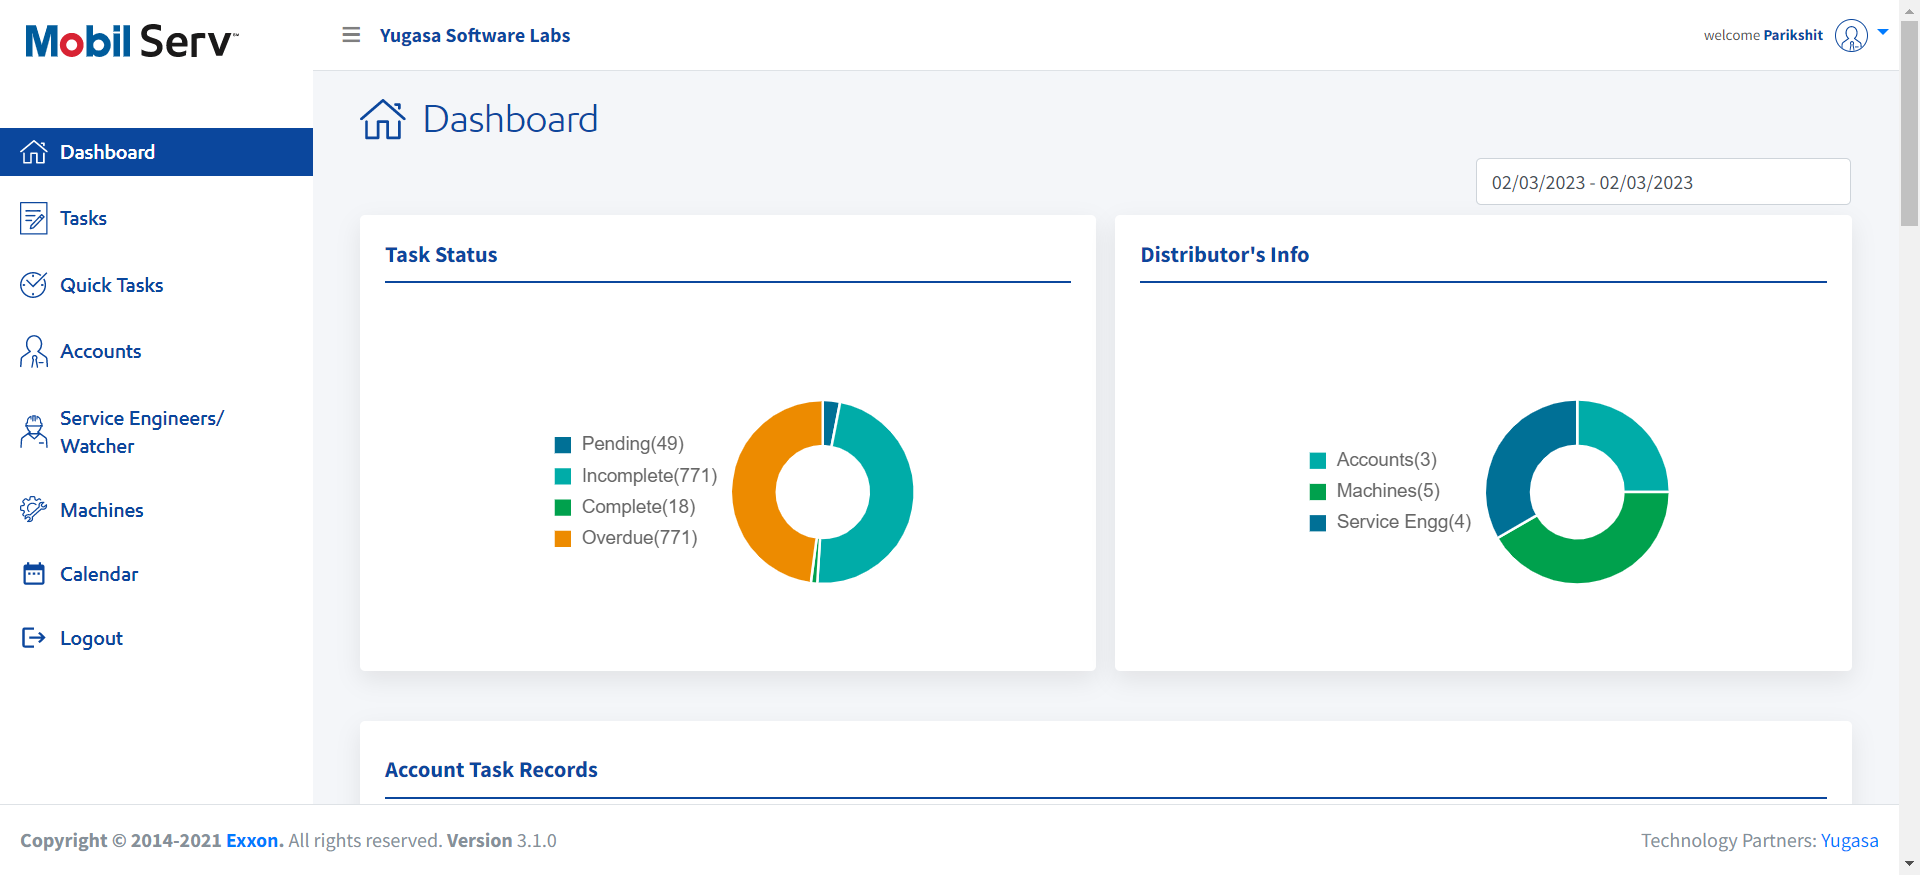 Mobil Serv™
Yugasa Software Labs
welcome Parikshit
Dashboard
Tasks
Quick Tasks
Accounts
Service Engineers/
Watcher
Machines
Calendar
Logout
Dashboard
02/03/2023 - 02/03/2023
Task Status
Pending(49)
Incomplete(771)
Complete(18)
Overdue(771)
Distributor's Info
Accounts(3)
Machines(5)
Service Engg(4)
Account Task Records
Copyright © 2014-2021 Exxon. All rights reserved. Version 3.1.0
Technology Partners: Yugasa